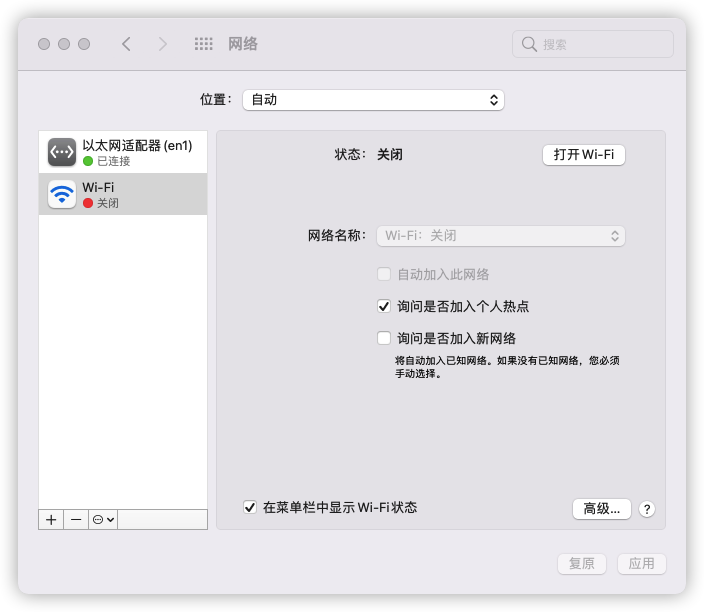 网络
搜索
位置： 自动
以太网适配器 (en1)
已连接
Wi-Fi
关闭
状态： 关闭
打开 Wi-Fi
网络名称： Wi-Fi：关闭
自动加入此网络
询问是否加入个人热点
询问是否加入新网络
将自动加入已知网络。如果没有已知网络，您必须
手动选择。
在菜单栏中显示 Wi-Fi 状态
高级...
?
复原
应用